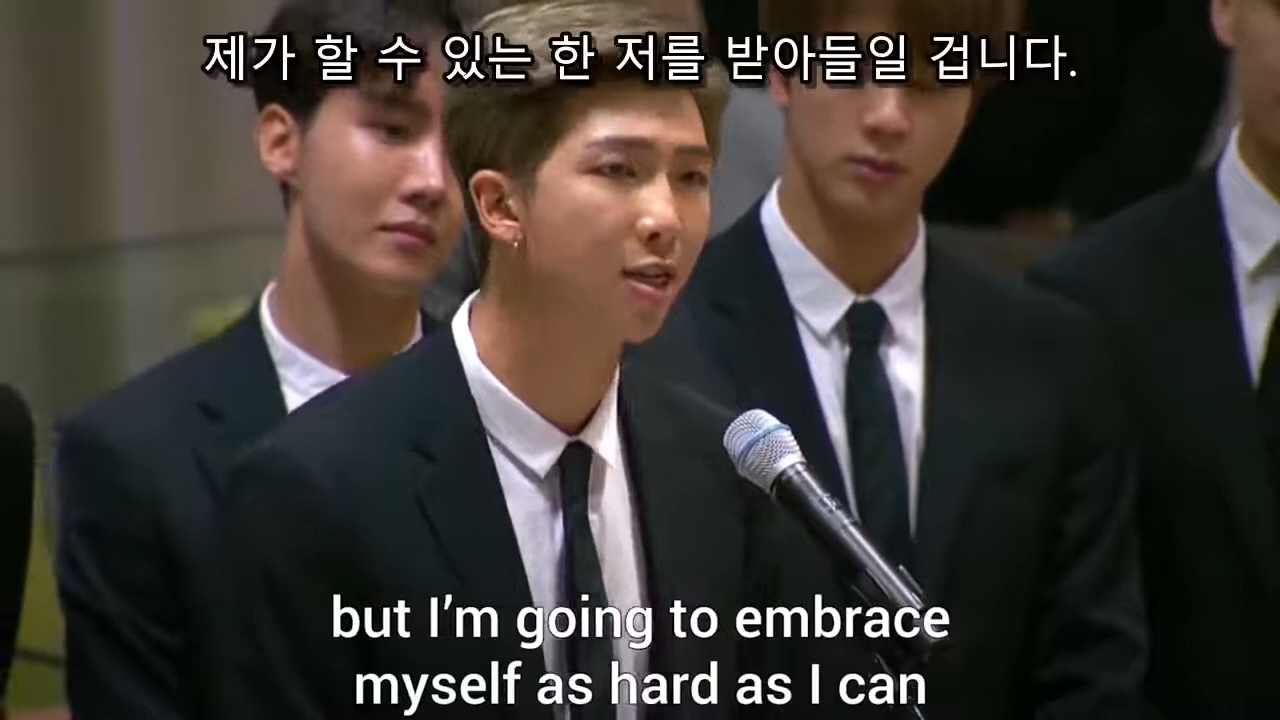 제가 할 수 있는 한 저를 받아들일 겁니다.
but I'm going to embrace
myself as hard as I can